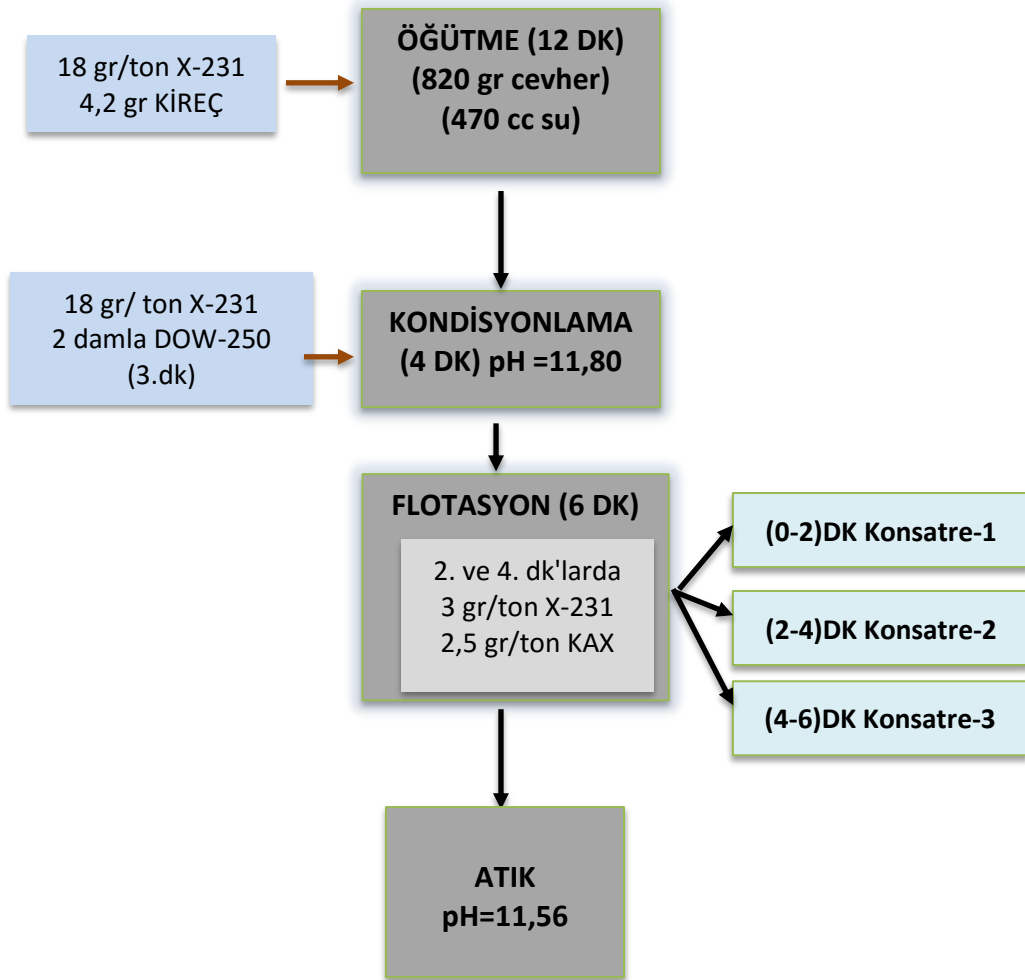 18 gr/ton X-231
4,2 gr KİREÇ
ÖĞÜTME (12 DK)
(820 gr cevher)
(470 cc su)
18 gr/ ton X-231
2 damla DOW-250
(3.dk)
KONDİSYONLAMA
(4 DK) pH =11,80
FLOTASYON (6 DK)
2. ve 4. dk'larda
3 gr/ton X-231
2,5 gr/ton KAX
(0-2)DK Konsatre-1
(2-4)DK Konsatre-2
(4-6)DK Konsatre-3
ATIK
pH=11,56